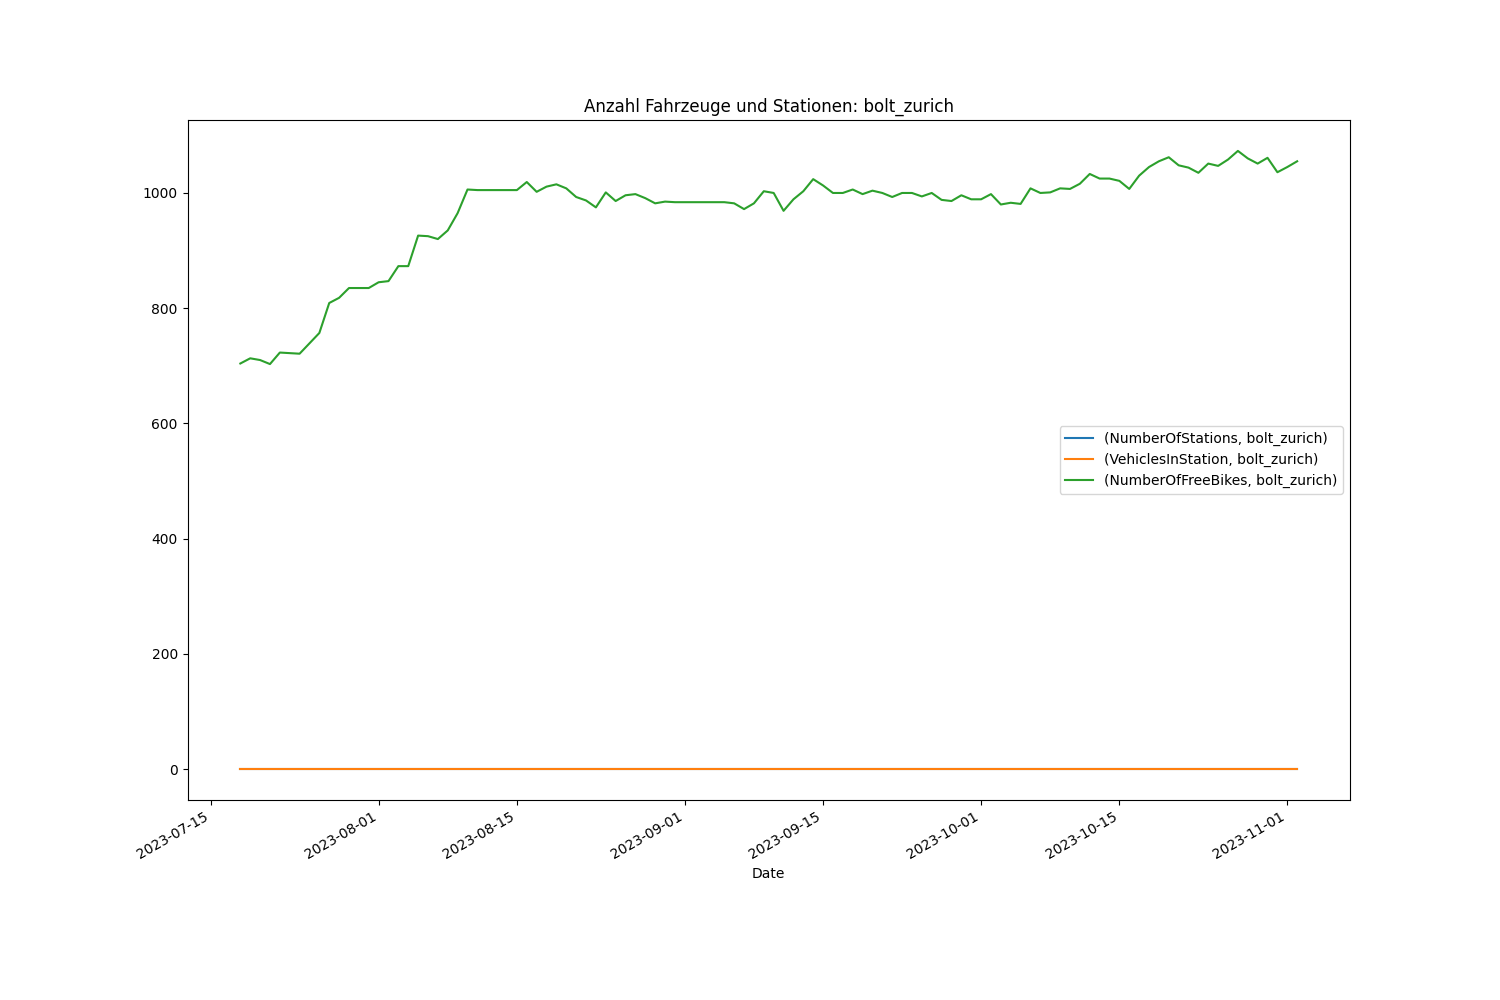 Anzahl Fahrzeuge und Stationen: bolt_zurich
1000
800
600
400
200
0
(NumberOfStations, bolt_zurich)
(VehiclesInStation, bolt_zurich)
(NumberOfFreeBikes, bolt_zurich)
2023-07-15
2023-08-01
2023-08-15
2023-09-01
2023-09-15
2023-10-01
2023-10-15
2023-11-01
Date